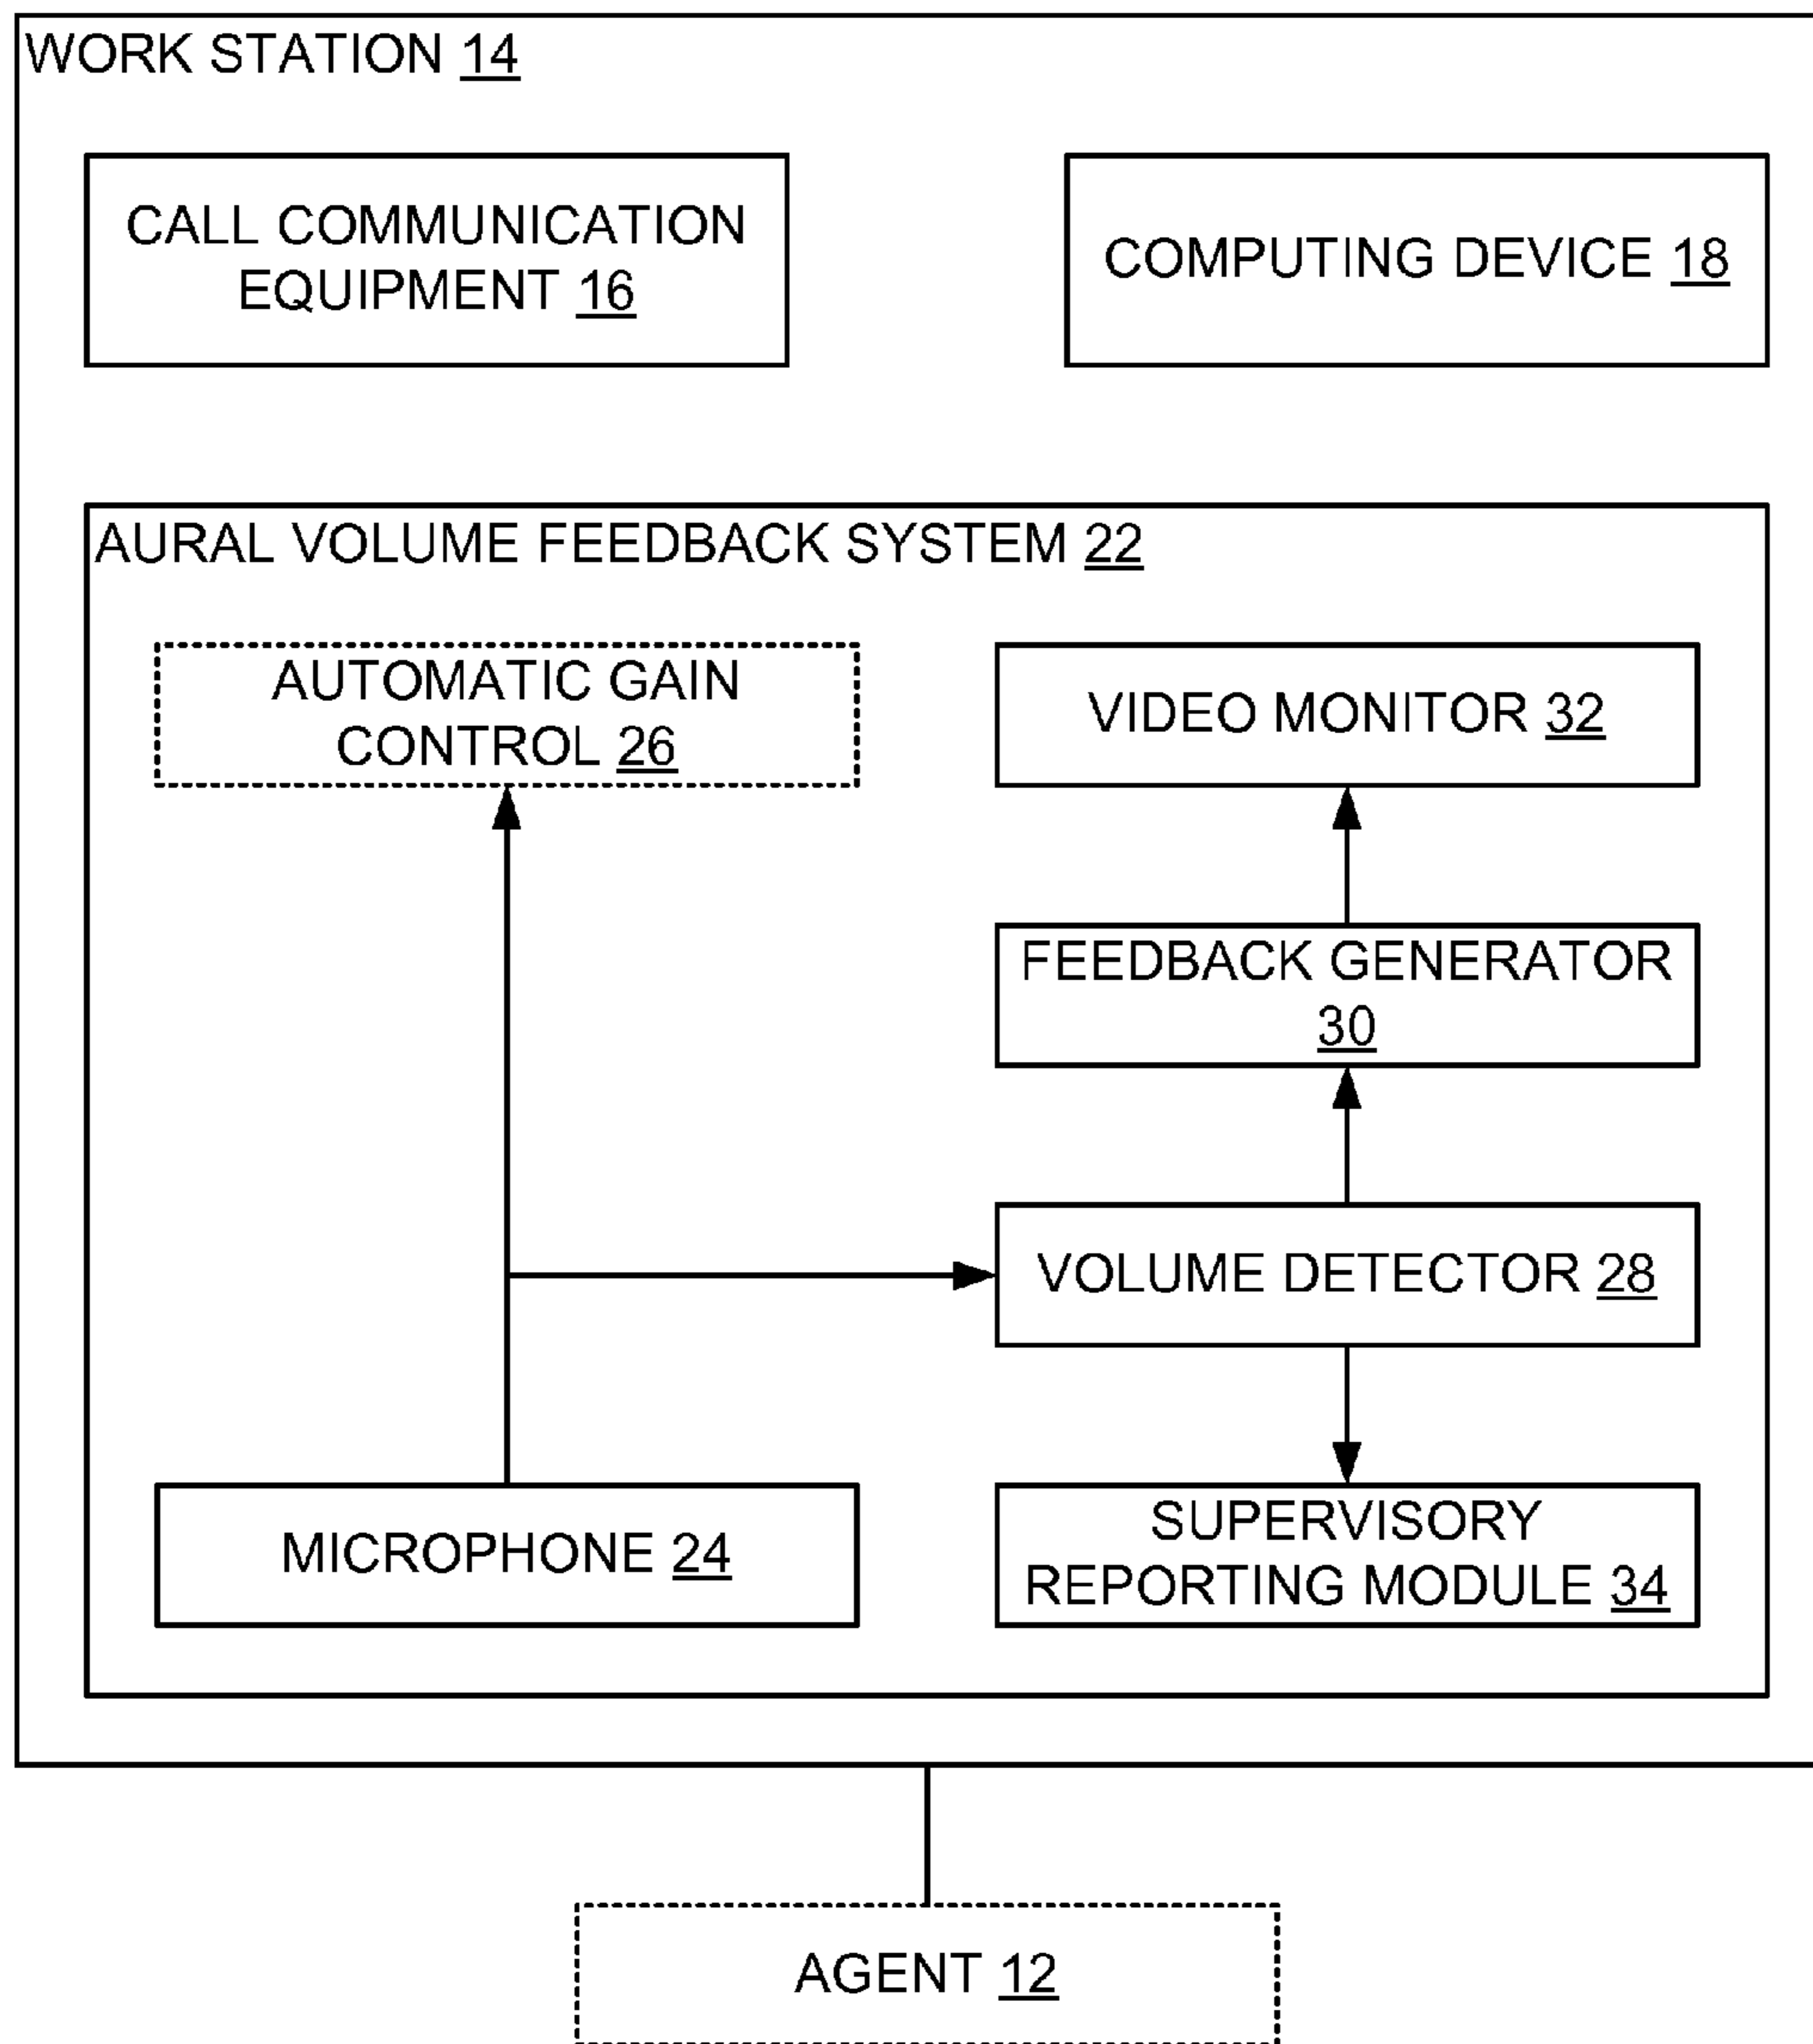 WORK STATION 14
CALL COMMUNICATION
EQUIPMENT 16
COMPUTING DEVICE 18
AURAL VOLUME FEEDBACK SYSTEM 22
AUTOMATIC GAIN
CONTROL 26
VIDEO MONITOR 32
FEEDBACK GENERATOR
30
VOLUME DETECTOR 28
MICROPHONE 24
SUPERVISORY
REPORTING MODULE 34
AGENT 12